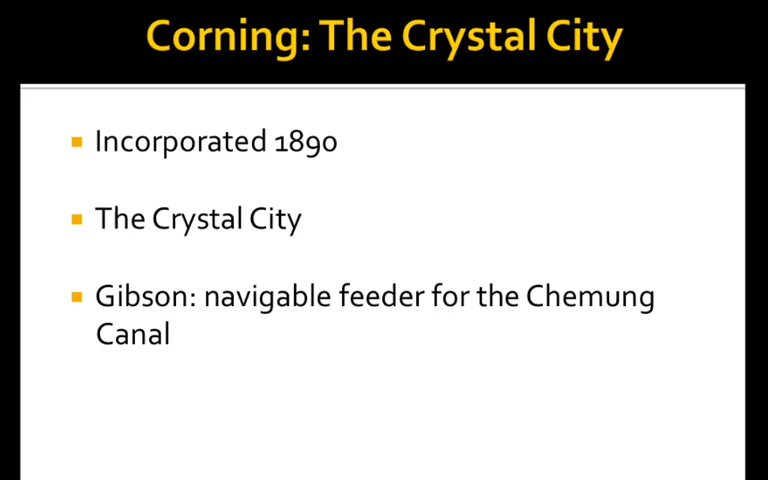 Corning: The Crystal City
Incorporated 1890
The Crystal City
Gibson: navigable feeder for the Chemung
Canal